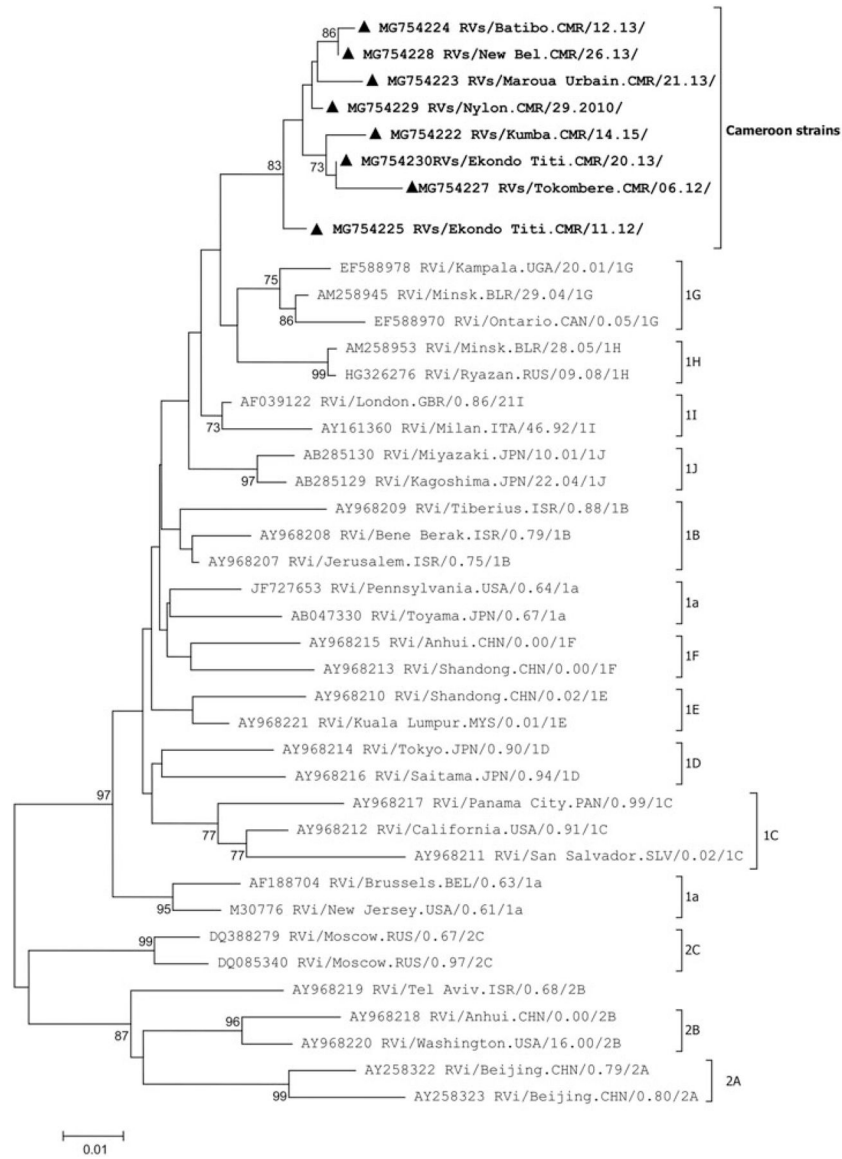 86
▲ MG754224 RVs/Batibo.CMR/12.13/
▲ MG754228 RVs/New Bel.CMR/26.13/
▲ MG754223 RVs/Maroua Urbain.CMR/21.13/
▲ MG754229 RVs/Nylon.CMR/29.2010/
Cameroon strains
▲ MG754222 RVs/Kumba.CMR/14.15/
83
73
▲ MG754230RVs/Ekondo Titi.CMR/20.13/
▲MG754227 RVs/Tokombere.CMR/06.12/
▲ MG754225 RVs/Ekondo Titi.CMR/11.12/
EF588978 RVi/Kampala.UGA/20.01/1G
75
AM258945 RVi/Minsk.BLR/29.04/1G
1G
86
EF588970 RVi/Ontario.CAN/0.05/1G
AM258953 RVi/Minsk.BLR/28.05/1H
1H
99
HG326276 RVi/Ryazan.RUS/09.08/1H
AF039122 RVi/London.GBR/0.86/21I
1I
73
AY161360 RVi/Milan.ITA/46.92/1I
AB285130 RVi/Miyazaki.JPN/10.01/1J
1J
97
AB285129 RVi/Kagoshima.JPN/22.04/1J
AY968209 RVi/Tiberius.ISR/0.88/1B
AY968208 RVi/Bene Berak.ISR/0.79/1B
1B
AY968207 RVi/Jerusalem.ISR/0.75/1B
JF727653 RVi/Pennsylvania.USA/0.64/1a
1a
AB047330 RVi/Toyama.JPN/0.67/1a
AY968215 RVi/Anhui.CHN/0.00/1F
1F
AY968213 RVi/Shandong.CHN/0.00/1F
AY968210 RVi/Shandong.CHN/0.02/1E
1E
AY968221 RVi/Kuala Lumpur.MYS/0.01/1E
AY968214 RVi/Tokyo.JPN/0.90/1D
1D
AY968216 RVi/Saitama.JPN/0.94/1D
97
AY968217 RVi/Panama City.PAN/0.99/1C
77
AY968212 RVi/California.USA/0.91/1C
1C
77
AY968211 RVi/San Salvador.SLV/0.02/1C
AF188704 RVi/Brussels.BEL/0.63/1a
1a
95
M30776 RVi/New Jersey.USA/0.61/1a
99
DQ388279 RVi/Moscow.RUS/0.67/2C
2C
DQ085340 RVi/Moscow.RUS/0.97/2C
AY968219 RVi/Tel Aviv.ISR/0.68/2B
87
96
AY968218 RVi/Anhui.CHN/0.00/2B
2B
AY968220 RVi/Washington.USA/16.00/2B
AY258322 RVi/Beijing.CHN/0.79/2A
2A
99
AY258323 RVi/Beijing.CHN/0.80/2A
0.01